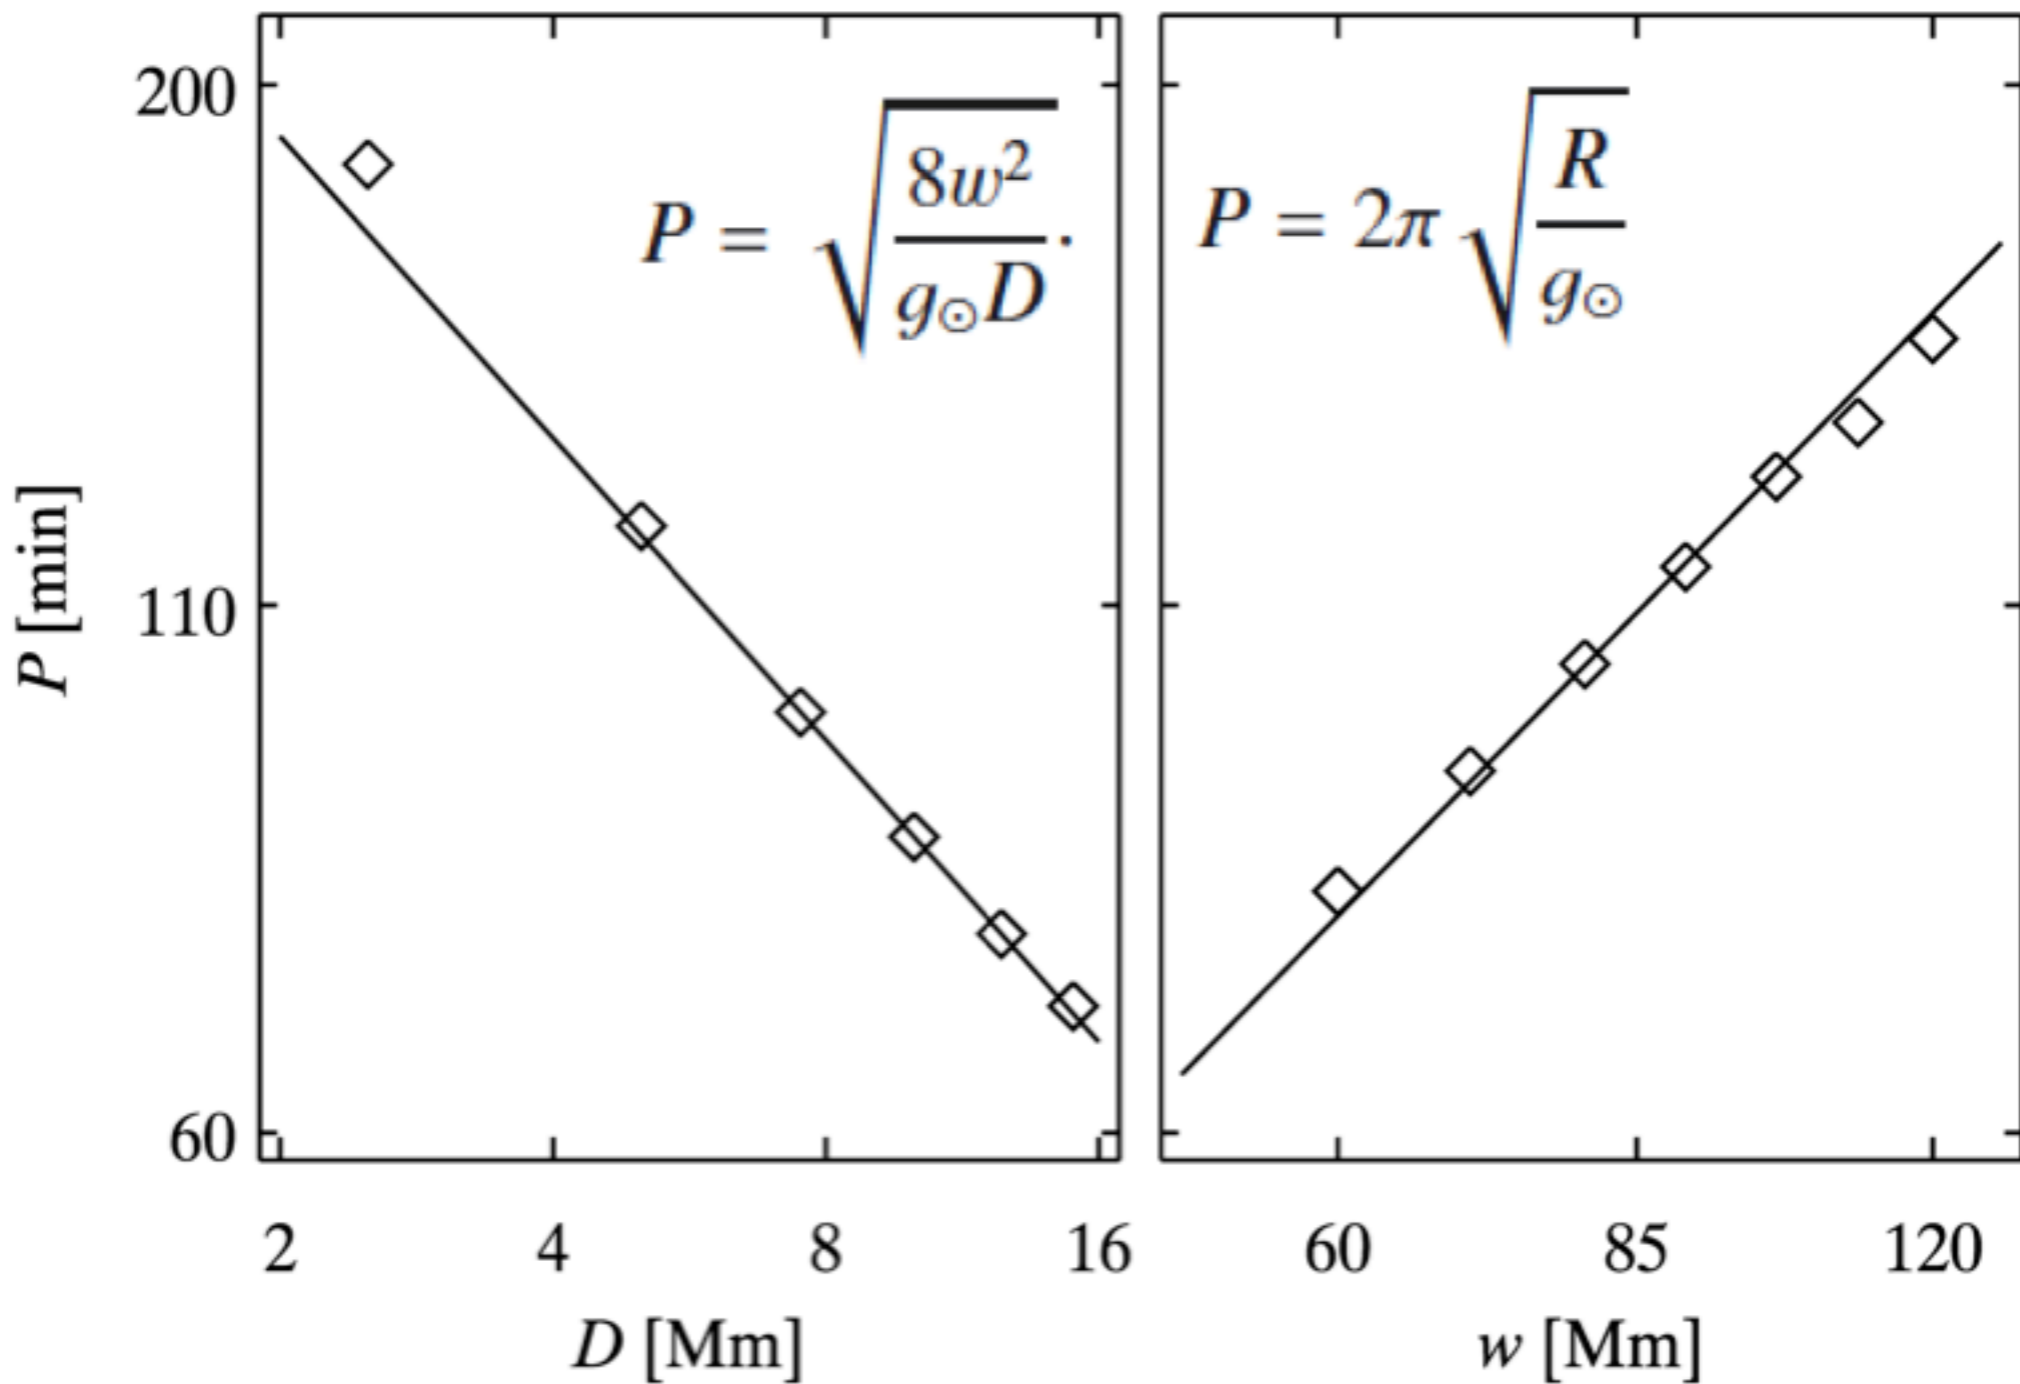 P [min]
200
110
60
P = √(8w²/(g⊙D)).
2 4 8 16
D [Mm]
P = 2π√(R/g⊙)
60 85 120
w [Mm]